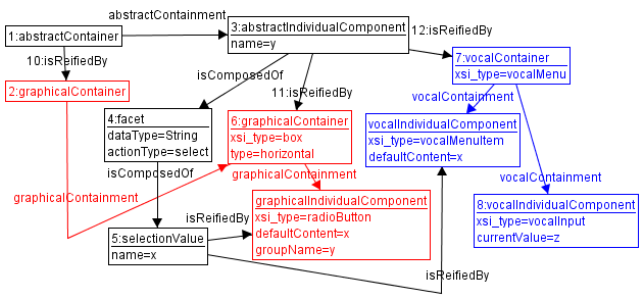 abstractContainment
1:abstractContainer
3:abstractIndividualComponent
name=y
12:isReifiedBy
10:isReifiedBy
7:vocalContainer
xsi_type=vocalMenu
isComposedOf
2:graphicalContainer
11:isReifiedBy
vocalContainment
4:facet
dataType=String
actionType=select
6:graphicalContainer
xsi_type=box
type=horizontal
vocalIndividualComponent
xsi_type=vocalMenuItem
defaultContent=x
isComposedOf
graphicalContainment
vocalContainment
graphicalContainment
graphicalIndividualComponent
xsi_type=radioButton
defaultContent=x
groupName=y
8:vocalIndividualComponent
xsi_type=vocalInput
currentValue=z
isReifiedBy
5:selectionValue
name=x
isReifiedBy